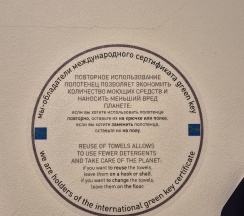 мы-обладатели международного сертификата green key
ПОВТОРНОЕ ИСПОЛЬЗОВАНИЕ
ПОЛОТЕНЕЦ ПОЗВОЛЯЕТ ЭКОНОМИТЬ
КОЛИЧЕСТВО МОЮЩИХ СРЕДСТВ И
НАНОСИТЬ МЕНЬШИЙ ВРЕД
ПЛАНЕТЕ:
если вы хотите использовать полотенце
повторно, оставьте их на крючке или полке,
если вы хотите заменить полотенца,
оставьте их на полу.
REUSE OF TOWELS ALLOWS
TO USE FEWER DETERGENTS
AND TAKE CARE OF THE PLANET:
if you want to reuse the towels,
leave them on a hook or shelf,
if you want to change the towels,
leave them on the floor.
we are holders of the international green key certificate